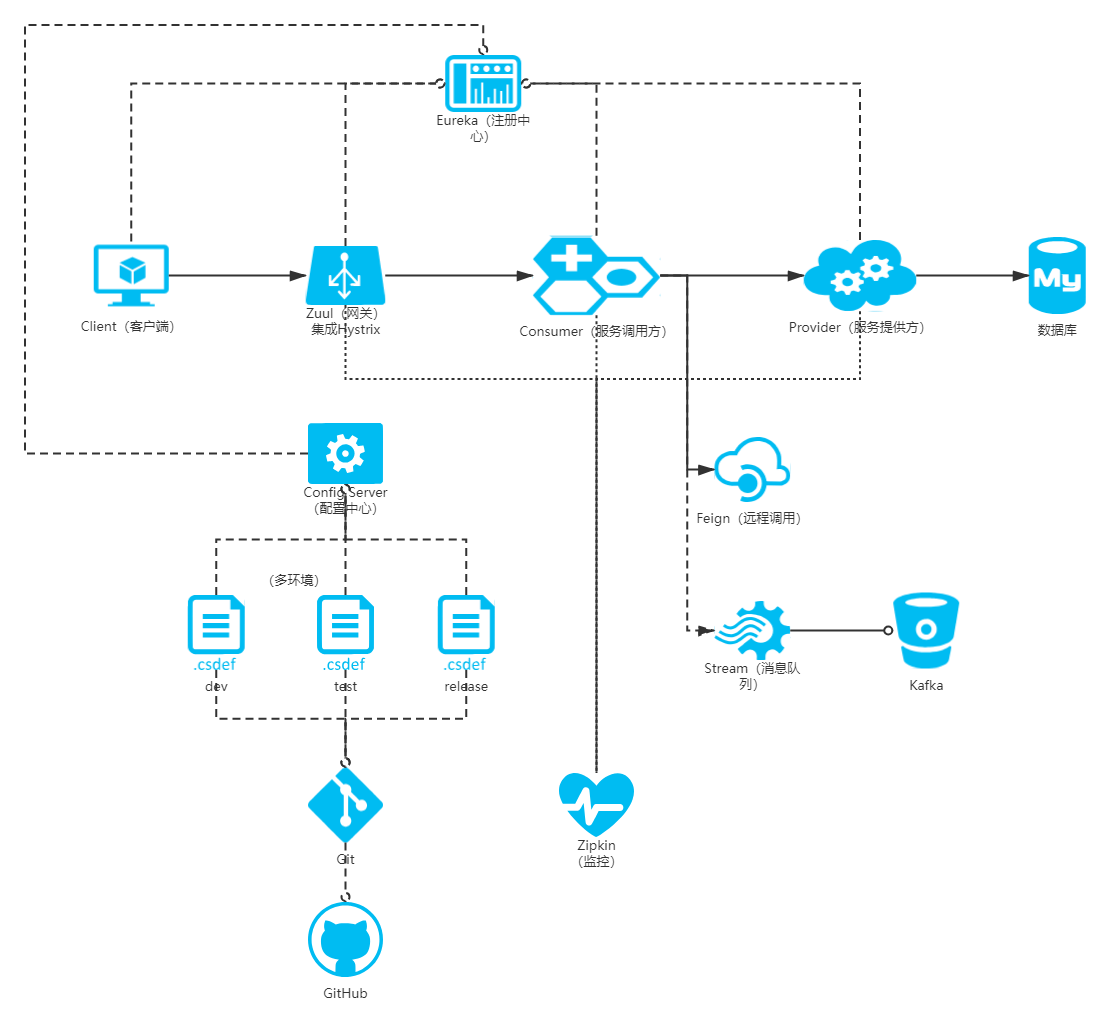 Eureka（注册中
心）
Client（客户端）
Zuul（网关）
集成Hystrix
Consumer（服务调用方）
Provider（服务提供方）
My
数据库
Config Server
（配置中心）
Feign（远程调用）
（多环境）
.csdef
.csdef
.csdef
dev
test
release
Stream（消息队
列）
Kafka
Git
Zipkin
（监控）
GitHub